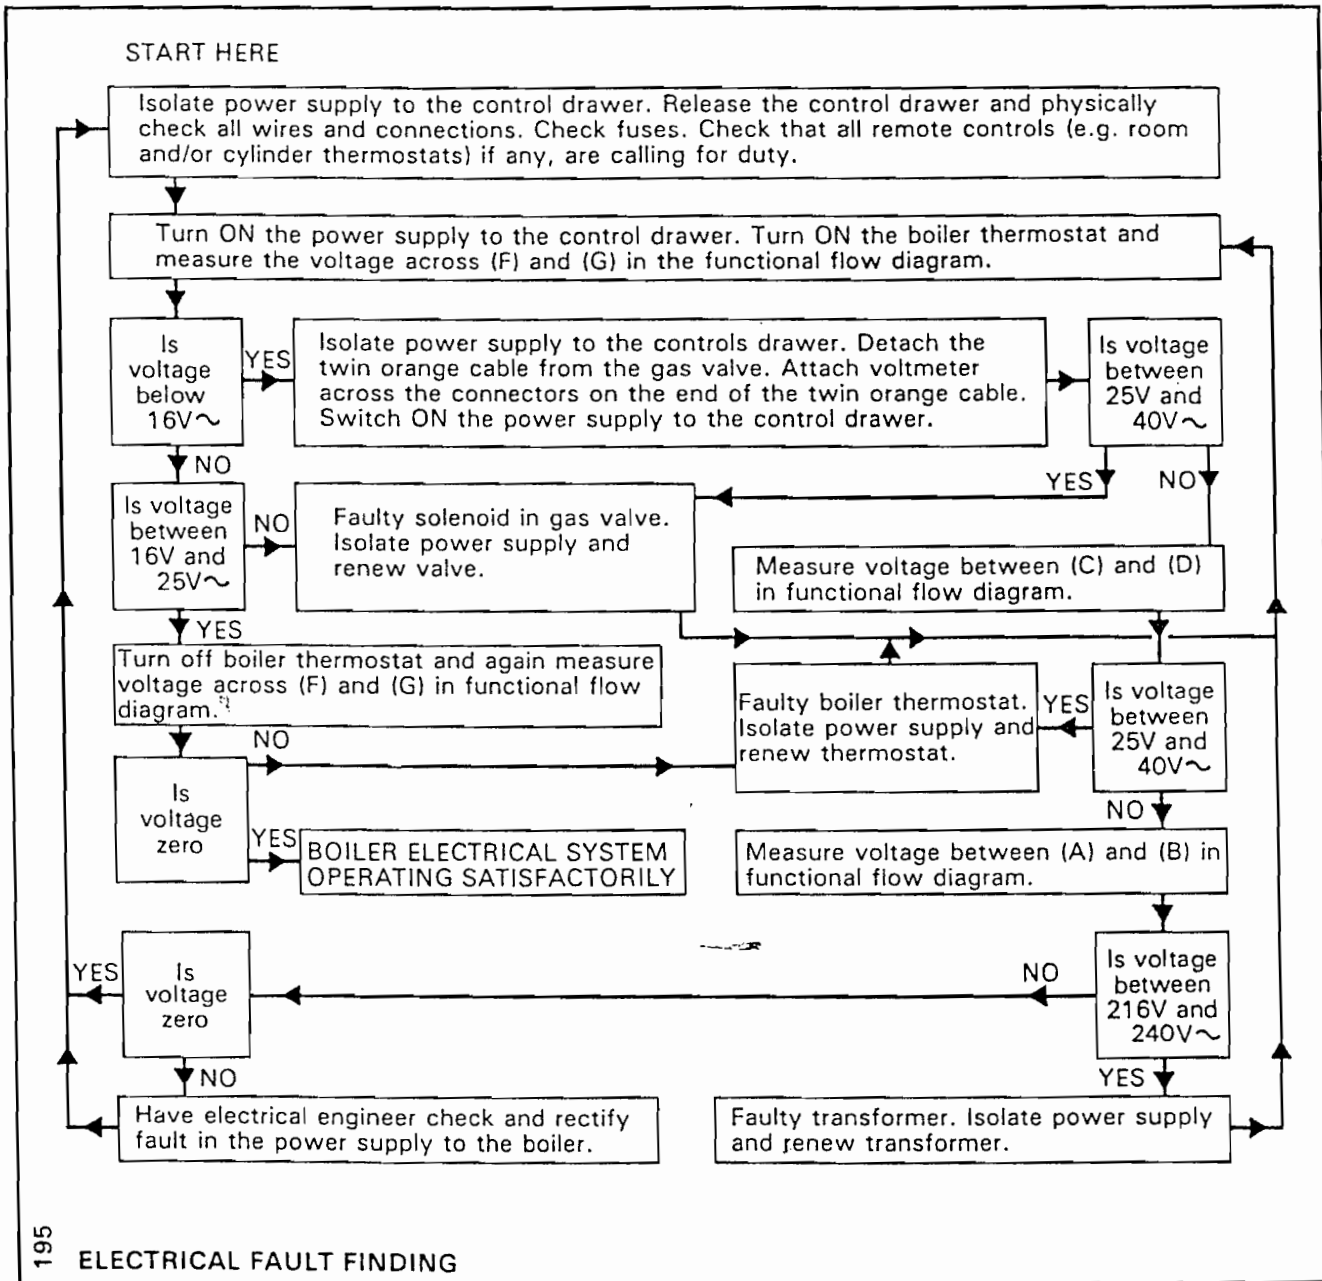 START HERE
Isolate power supply to the control drawer. Release the control drawer and physically
check all wires and connections. Check fuses. Check that all remote controls (e.g. room
and/or cylinder thermostats) if any, are calling for duty.
Turn ON the power supply to the control drawer. Turn ON the boiler thermostat and
measure the voltage across (F) and (G) in the functional flow diagram.
Is
voltage
below
16V~
YES
Isolate power supply to the controls drawer. Detach the
twin orange cable from the gas valve. Attach voltmeter
across the connectors on the end of the twin orange cable.
Switch ON the power supply to the control drawer.
Is voltage
between
25V and
40V~
NO
YES
NO
Is voltage
between
16V and
25V~
NO
Faulty solenoid in gas valve.
Isolate power supply and
renew valve.
Measure voltage between (C) and (D)
in functional flow diagram.
YES
Turn off boiler thermostat and again measure
voltage across (F) and (G) in functional flow
diagram.
Faulty boiler thermostat.
Isolate power supply and
renew thermostat.
YES
Is voltage
between
25V and
40V~
NO
Is
voltage
zero
YES
BOILER ELECTRICAL SYSTEM
OPERATING SATISFACTORILY
NO
Measure voltage between (A) and (B) in
functional flow diagram.
Is voltage
between
216V and
240V~
NO
Is
voltage
zero
YES
NO
YES
Have electrical engineer check and rectify
fault in the power supply to the boiler.
Faulty transformer. Isolate power supply
and renew transformer.
195
ELECTRICAL FAULT FINDING